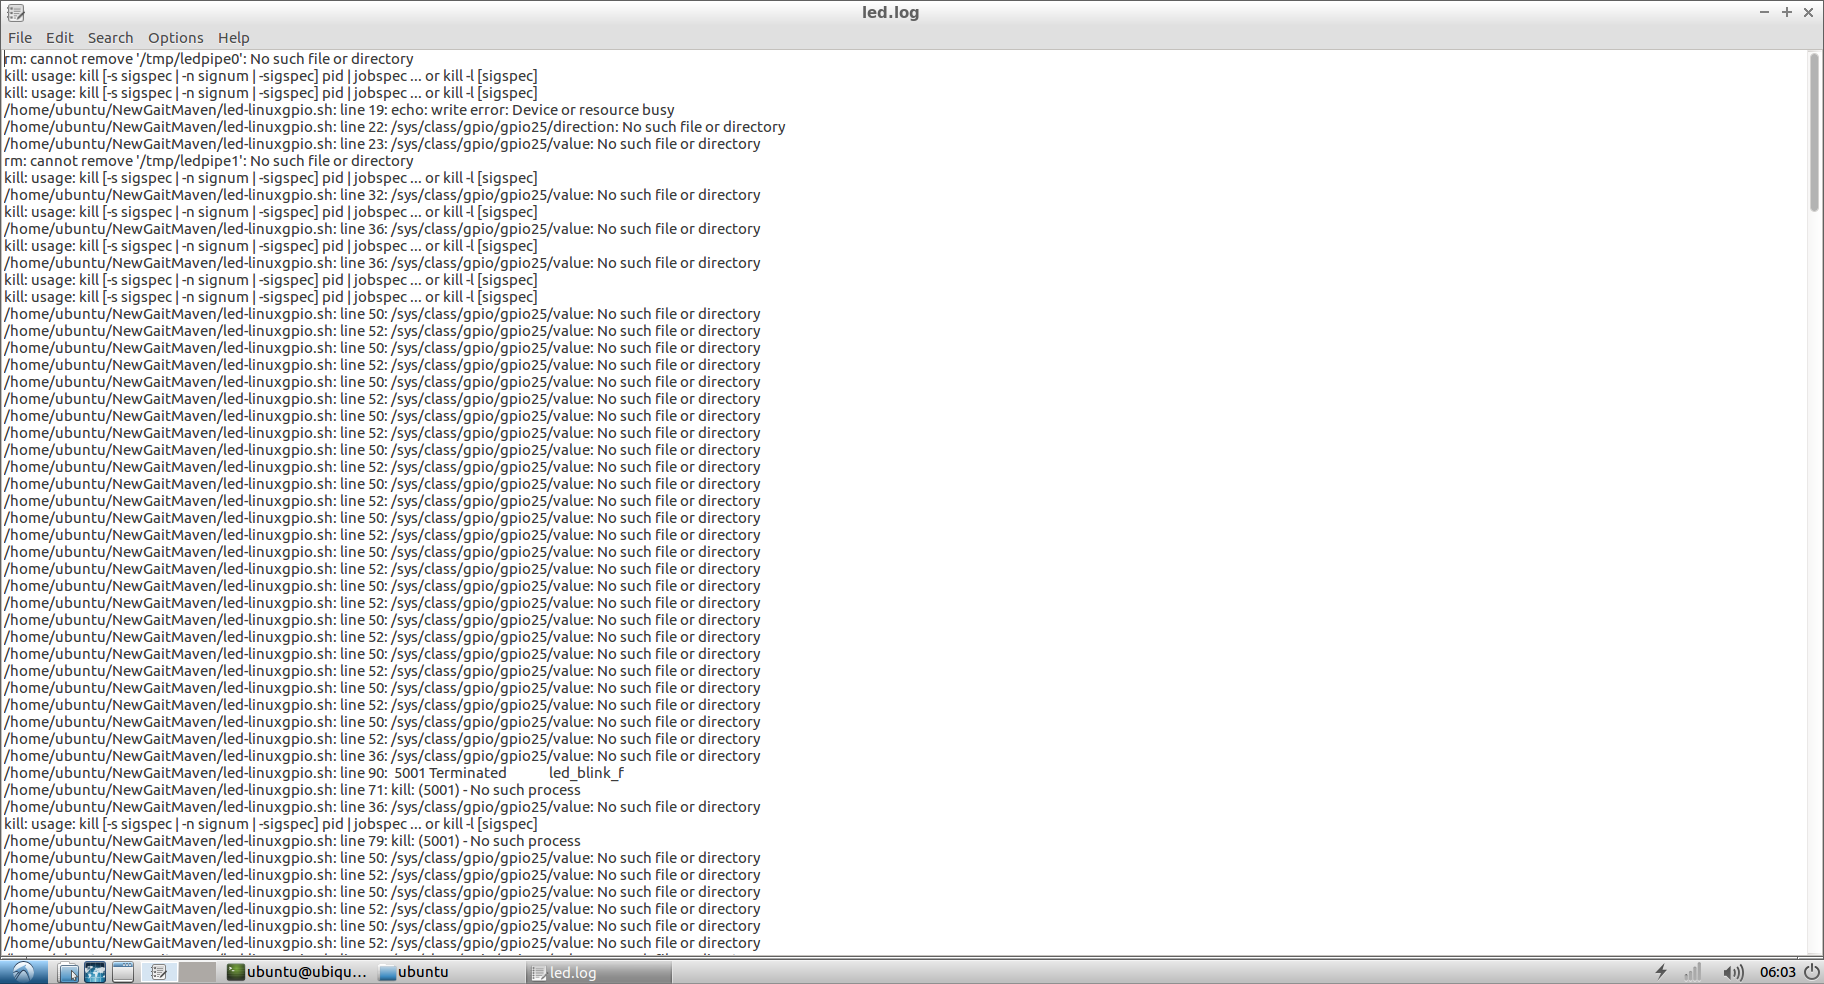 led.log
File Edit Search Options Help
rm: cannot remove '/tmp/ledpipe0': No such file or directory
kill: usage: kill [-s sigspec | -n signum | -sigspec] pid | jobspec ... or kill -l [sigspec]
kill: usage: kill [-s sigspec | -n signum | -sigspec] pid | jobspec ... or kill -l [sigspec]
/home/ubuntu/NewGaitMaven/led-linuxgpio.sh: line 19: echo: write error: Device or resource busy
/home/ubuntu/NewGaitMaven/led-linuxgpio.sh: line 22: /sys/class/gpio/gpio25/direction: No such file or directory
/home/ubuntu/NewGaitMaven/led-linuxgpio.sh: line 23: /sys/class/gpio/gpio25/value: No such file or directory
rm: cannot remove '/tmp/ledpipe1': No such file or directory
kill: usage: kill [-s sigspec | -n signum | -sigspec] pid | jobspec ... or kill -l [sigspec]
/home/ubuntu/NewGaitMaven/led-linuxgpio.sh: line 32: /sys/class/gpio/gpio25/value: No such file or directory
kill: usage: kill [-s sigspec | -n signum | -sigspec] pid | jobspec ... or kill -l [sigspec]
/home/ubuntu/NewGaitMaven/led-linuxgpio.sh: line 36: /sys/class/gpio/gpio25/value: No such file or directory
kill: usage: kill [-s sigspec | -n signum | -sigspec] pid | jobspec ... or kill -l [sigspec]
/home/ubuntu/NewGaitMaven/led-linuxgpio.sh: line 36: /sys/class/gpio/gpio25/value: No such file or directory
kill: usage: kill [-s sigspec | -n signum | -sigspec] pid | jobspec ... or kill -l [sigspec]
kill: usage: kill [-s sigspec | -n signum | -sigspec] pid | jobspec ... or kill -l [sigspec]
/home/ubuntu/NewGaitMaven/led-linuxgpio.sh: line 50: /sys/class/gpio/gpio25/value: No such file or directory
/home/ubuntu/NewGaitMaven/led-linuxgpio.sh: line 52: /sys/class/gpio/gpio25/value: No such file or directory
/home/ubuntu/NewGaitMaven/led-linuxgpio.sh: line 50: /sys/class/gpio/gpio25/value: No such file or directory
/home/ubuntu/NewGaitMaven/led-linuxgpio.sh: line 52: /sys/class/gpio/gpio25/value: No such file or directory
/home/ubuntu/NewGaitMaven/led-linuxgpio.sh: line 50: /sys/class/gpio/gpio25/value: No such file or directory
/home/ubuntu/NewGaitMaven/led-linuxgpio.sh: line 52: /sys/class/gpio/gpio25/value: No such file or directory
/home/ubuntu/NewGaitMaven/led-linuxgpio.sh: line 50: /sys/class/gpio/gpio25/value: No such file or directory
/home/ubuntu/NewGaitMaven/led-linuxgpio.sh: line 52: /sys/class/gpio/gpio25/value: No such file or directory
/home/ubuntu/NewGaitMaven/led-linuxgpio.sh: line 50: /sys/class/gpio/gpio25/value: No such file or directory
/home/ubuntu/NewGaitMaven/led-linuxgpio.sh: line 52: /sys/class/gpio/gpio25/value: No such file or directory
/home/ubuntu/NewGaitMaven/led-linuxgpio.sh: line 50: /sys/class/gpio/gpio25/value: No such file or directory
/home/ubuntu/NewGaitMaven/led-linuxgpio.sh: line 52: /sys/class/gpio/gpio25/value: No such file or directory
/home/ubuntu/NewGaitMaven/led-linuxgpio.sh: line 50: /sys/class/gpio/gpio25/value: No such file or directory
/home/ubuntu/NewGaitMaven/led-linuxgpio.sh: line 52: /sys/class/gpio/gpio25/value: No such file or directory
/home/ubuntu/NewGaitMaven/led-linuxgpio.sh: line 50: /sys/class/gpio/gpio25/value: No such file or directory
/home/ubuntu/NewGaitMaven/led-linuxgpio.sh: line 52: /sys/class/gpio/gpio25/value: No such file or directory
/home/ubuntu/NewGaitMaven/led-linuxgpio.sh: line 50: /sys/class/gpio/gpio25/value: No such file or directory
/home/ubuntu/NewGaitMaven/led-linuxgpio.sh: line 52: /sys/class/gpio/gpio25/value: No such file or directory
/home/ubuntu/NewGaitMaven/led-linuxgpio.sh: line 50: /sys/class/gpio/gpio25/value: No such file or directory
/home/ubuntu/NewGaitMaven/led-linuxgpio.sh: line 52: /sys/class/gpio/gpio25/value: No such file or directory
/home/ubuntu/NewGaitMaven/led-linuxgpio.sh: line 50: /sys/class/gpio/gpio25/value: No such file or directory
/home/ubuntu/NewGaitMaven/led-linuxgpio.sh: line 52: /sys/class/gpio/gpio25/value: No such file or directory
/home/ubuntu/NewGaitMaven/led-linuxgpio.sh: line 50: /sys/class/gpio/gpio25/value: No such file or directory
/home/ubuntu/NewGaitMaven/led-linuxgpio.sh: line 52: /sys/class/gpio/gpio25/value: No such file or directory
/home/ubuntu/NewGaitMaven/led-linuxgpio.sh: line 50: /sys/class/gpio/gpio25/value: No such file or directory
/home/ubuntu/NewGaitMaven/led-linuxgpio.sh: line 52: /sys/class/gpio/gpio25/value: No such file or directory
/home/ubuntu/NewGaitMaven/led-linuxgpio.sh: line 36: /sys/class/gpio/gpio25/value: No such file or directory
/home/ubuntu/NewGaitMaven/led-linuxgpio.sh: line 90:  5001 Terminated          led_blink_f
/home/ubuntu/NewGaitMaven/led-linuxgpio.sh: line 71: kill: (5001) - No such process
/home/ubuntu/NewGaitMaven/led-linuxgpio.sh: line 36: /sys/class/gpio/gpio25/value: No such file or directory
kill: usage: kill [-s sigspec | -n signum | -sigspec] pid | jobspec ... or kill -l [sigspec]
/home/ubuntu/NewGaitMaven/led-linuxgpio.sh: line 79: kill: (5001) - No such process
/home/ubuntu/NewGaitMaven/led-linuxgpio.sh: line 50: /sys/class/gpio/gpio25/value: No such file or directory
/home/ubuntu/NewGaitMaven/led-linuxgpio.sh: line 52: /sys/class/gpio/gpio25/value: No such file or directory
/home/ubuntu/NewGaitMaven/led-linuxgpio.sh: line 50: /sys/class/gpio/gpio25/value: No such file or directory
/home/ubuntu/NewGaitMaven/led-linuxgpio.sh: line 52: /sys/class/gpio/gpio25/value: No such file or directory
/home/ubuntu/NewGaitMaven/led-linuxgpio.sh: line 50: /sys/class/gpio/gpio25/value: No such file or directory
/home/ubuntu/NewGaitMaven/led-linuxgpio.sh: line 52: /sys/class/gpio/gpio25/value: No such file or directory
ubuntu@ubiqu... ubuntu led.log 06:03